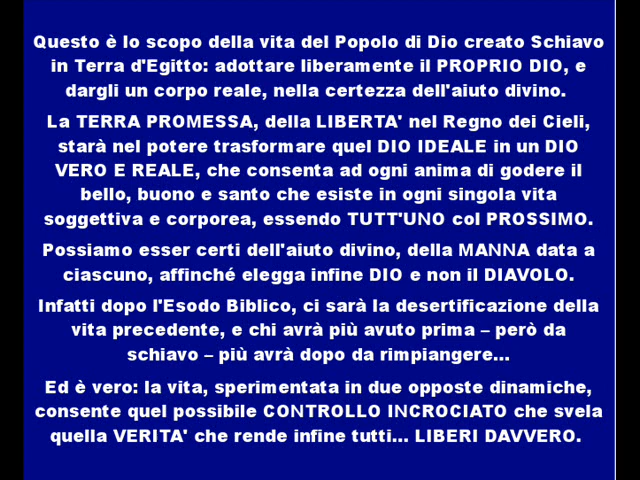 Questo è lo scopo della vita del Popolo di Dio creato Schiavo
in Terra d'Egitto: adottare liberamente il PROPRIO DIO, e
dargli un corpo reale, nella certezza dell'aiuto divino.
La TERRA PROMESSA, della LIBERTA' nel Regno dei Cieli,
starà nel potere trasformare quel DIO IDEALE in un DIO
VERO E REALE, che consenta ad ogni anima di godere il
bello, buono e santo che esiste in ogni singola vita
soggettiva e corporea, essendo TUTT'UNO col PROSSIMO.
Possiamo esser certi dell'aiuto divino, della MANNA data a
ciascuno, affinché elegga infine DIO e non il DIAVOLO.
Infatti dopo l'Esodo Biblico, ci sarà la desertificazione della
vita precedente, e chi avrà più avuto prima – però da
schiavo – più avrà dopo da rimpiangere...
Ed è vero: la vita, sperimentata in due opposte dinamiche,
consente quel possibile CONTROLLO INCROCIATO che svela
quella VERITA' che rende infine tutti... LIBERI DAVVERO.